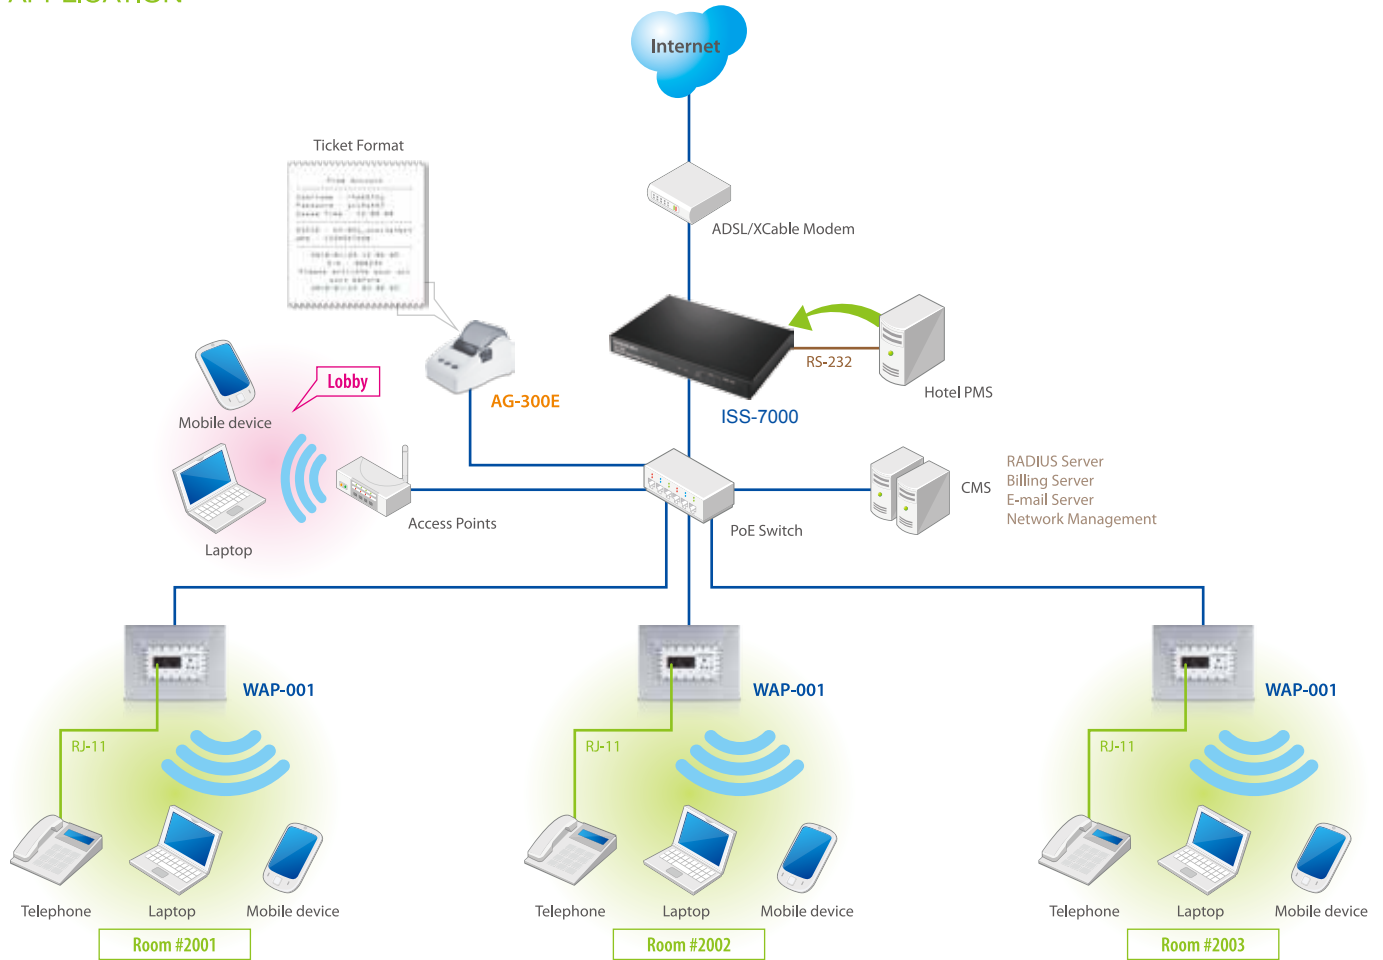 APPLICATION
Internet
Ticket Format
ADSL/XCable Modem
RS-232
Hotel PMS
Lobby
Mobile device
AG-300E
ISS-7000
RADIUS Server
Billing Server
CMS
E-mail Server
Network Management
Access Points
PoE Switch
Laptop
WAP-001
WAP-001
WAP-001
RJ-11
RJ-11
RJ-11
Telephone
Laptop
Mobile device
Telephone
Laptop
Mobile device
Telephone
Laptop
Mobile device
Room #2001
Room #2002
Room #2003